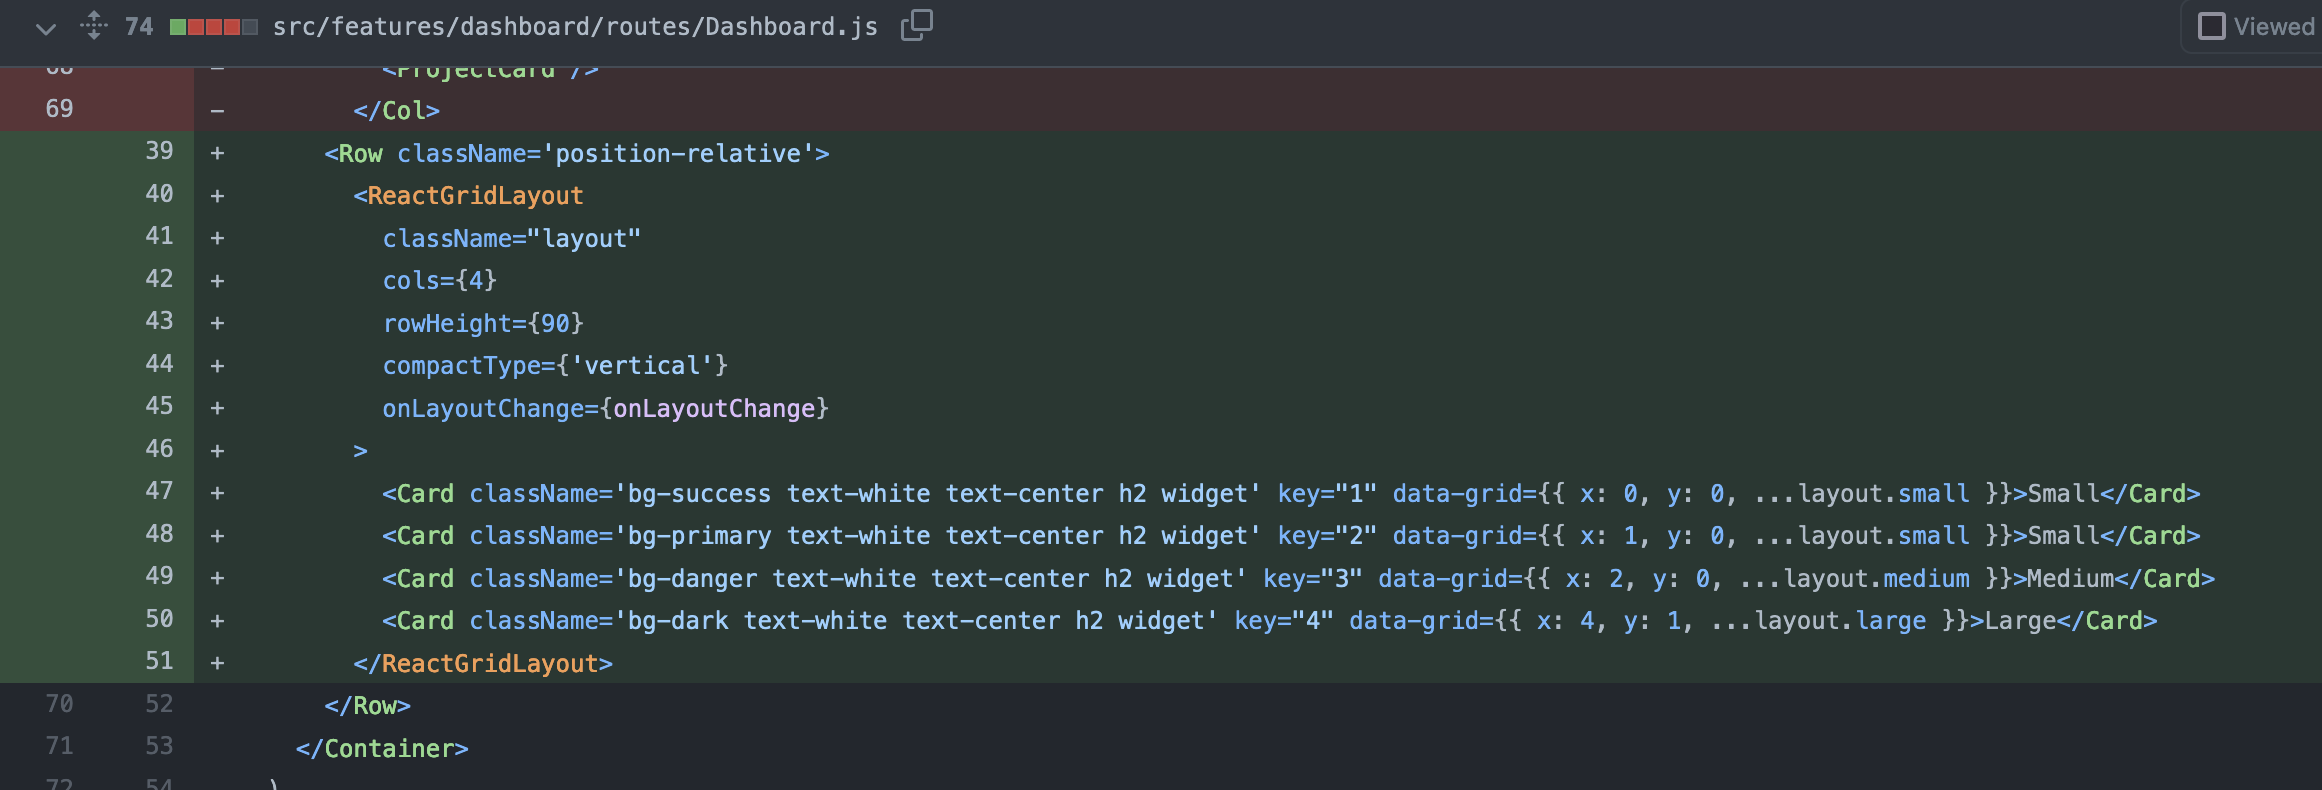 74 src/features/dashboard/routes/Dashboard.js Viewed
68 - <ProjectCard />
69 - </Col>
39 + <Row className='position-relative'>
40 + <ReactGridLayout
41 + className="layout"
42 + cols={4}
43 + rowHeight={90}
44 + compactType={'vertical'}
45 + onLayoutChange={onLayoutChange}
46 + >
47 + <Card className='bg-success text-white text-center h2 widget' key="1" data-grid={{ x: 0, y: 0, ...layout.small }}>Small</Card>
48 + <Card className='bg-primary text-white text-center h2 widget' key="2" data-grid={{ x: 1, y: 0, ...layout.small }}>Small</Card>
49 + <Card className='bg-danger text-white text-center h2 widget' key="3" data-grid={{ x: 2, y: 0, ...layout.medium }}>Medium</Card>
50 + <Card className='bg-dark text-white text-center h2 widget' key="4" data-grid={{ x: 4, y: 1, ...layout.large }}>Large</Card>
51 + </ReactGridLayout>
70 52 </Row>
71 53 </Container>
72 54 )